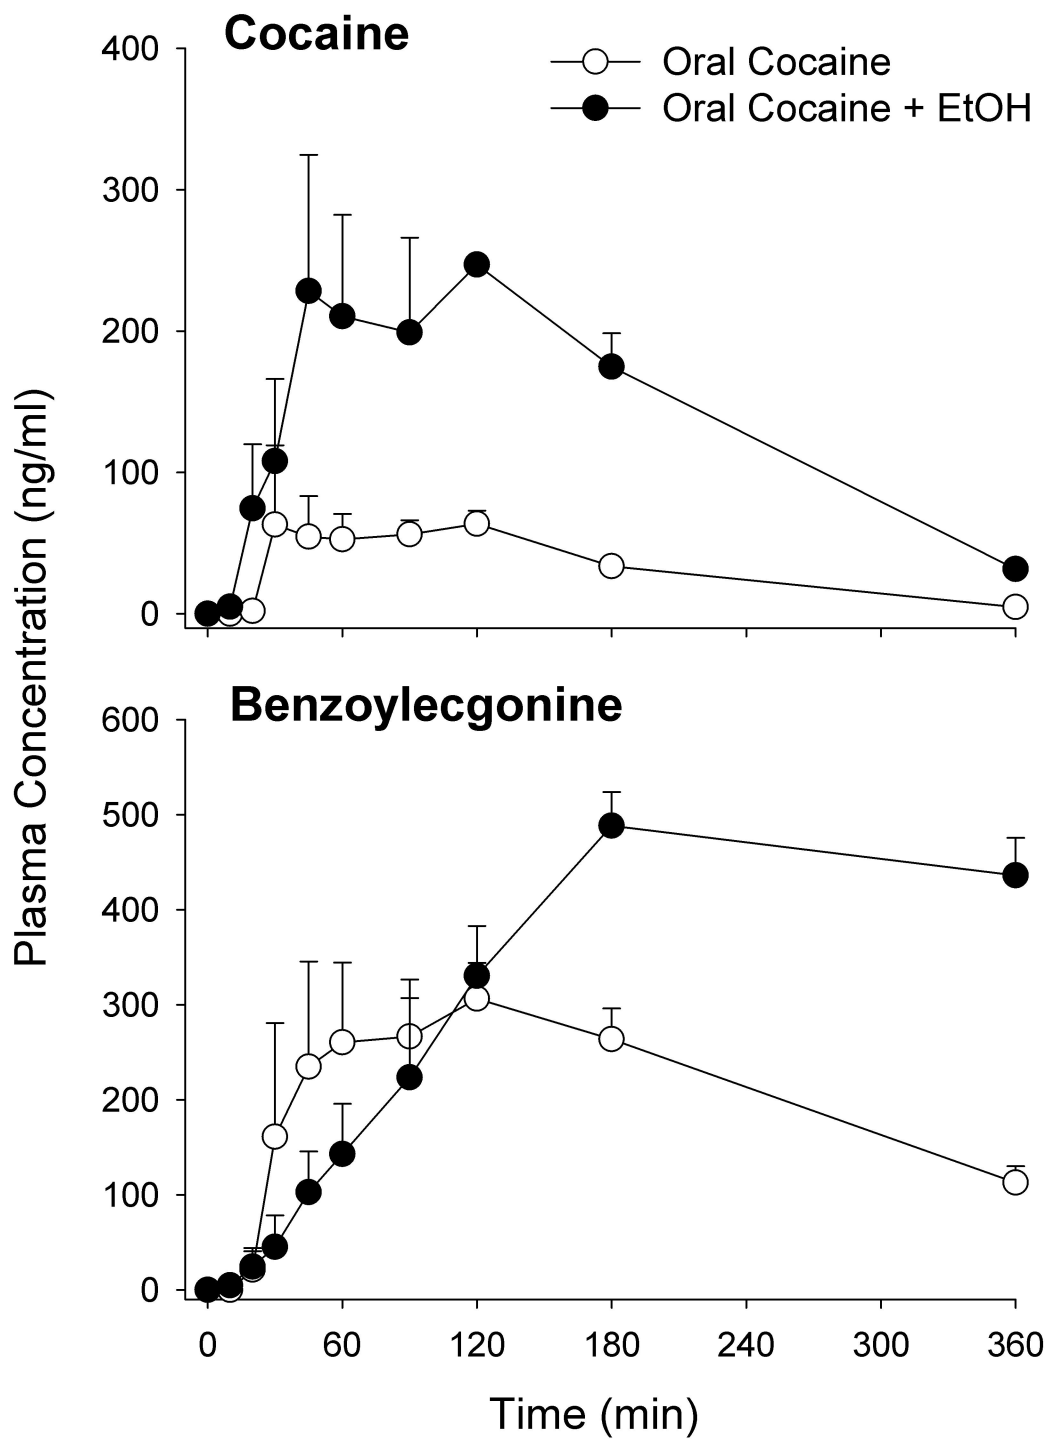 Cocaine
Oral Cocaine
Oral Cocaine + EtOH
400
300
200
100
0
Plasma Concentration (ng/ml)
Benzoylecgonine
600
500
400
300
200
100
0
0 60 120 180 240 300 360
Time (min)